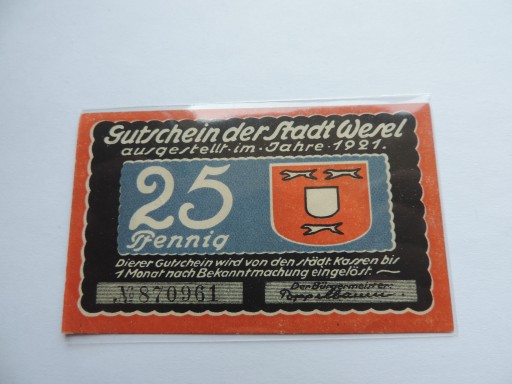 Gutschein der Stadt Wesel
ausgestellt · im · Jahre · 1921.
25
Pfennig
Dieser Gutschein wird von den städt. Kassen bis
1 Monat nach Bekanntmachung eingelöst.
№ 870961
Der Bürgermeister:
Poppelbaum